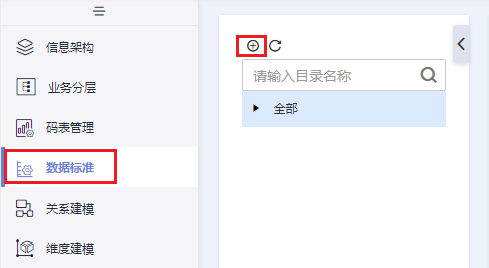 信息架构
业务分层
码表管理
数据标准
关系建模
维度建模
请输入目录名称
全部